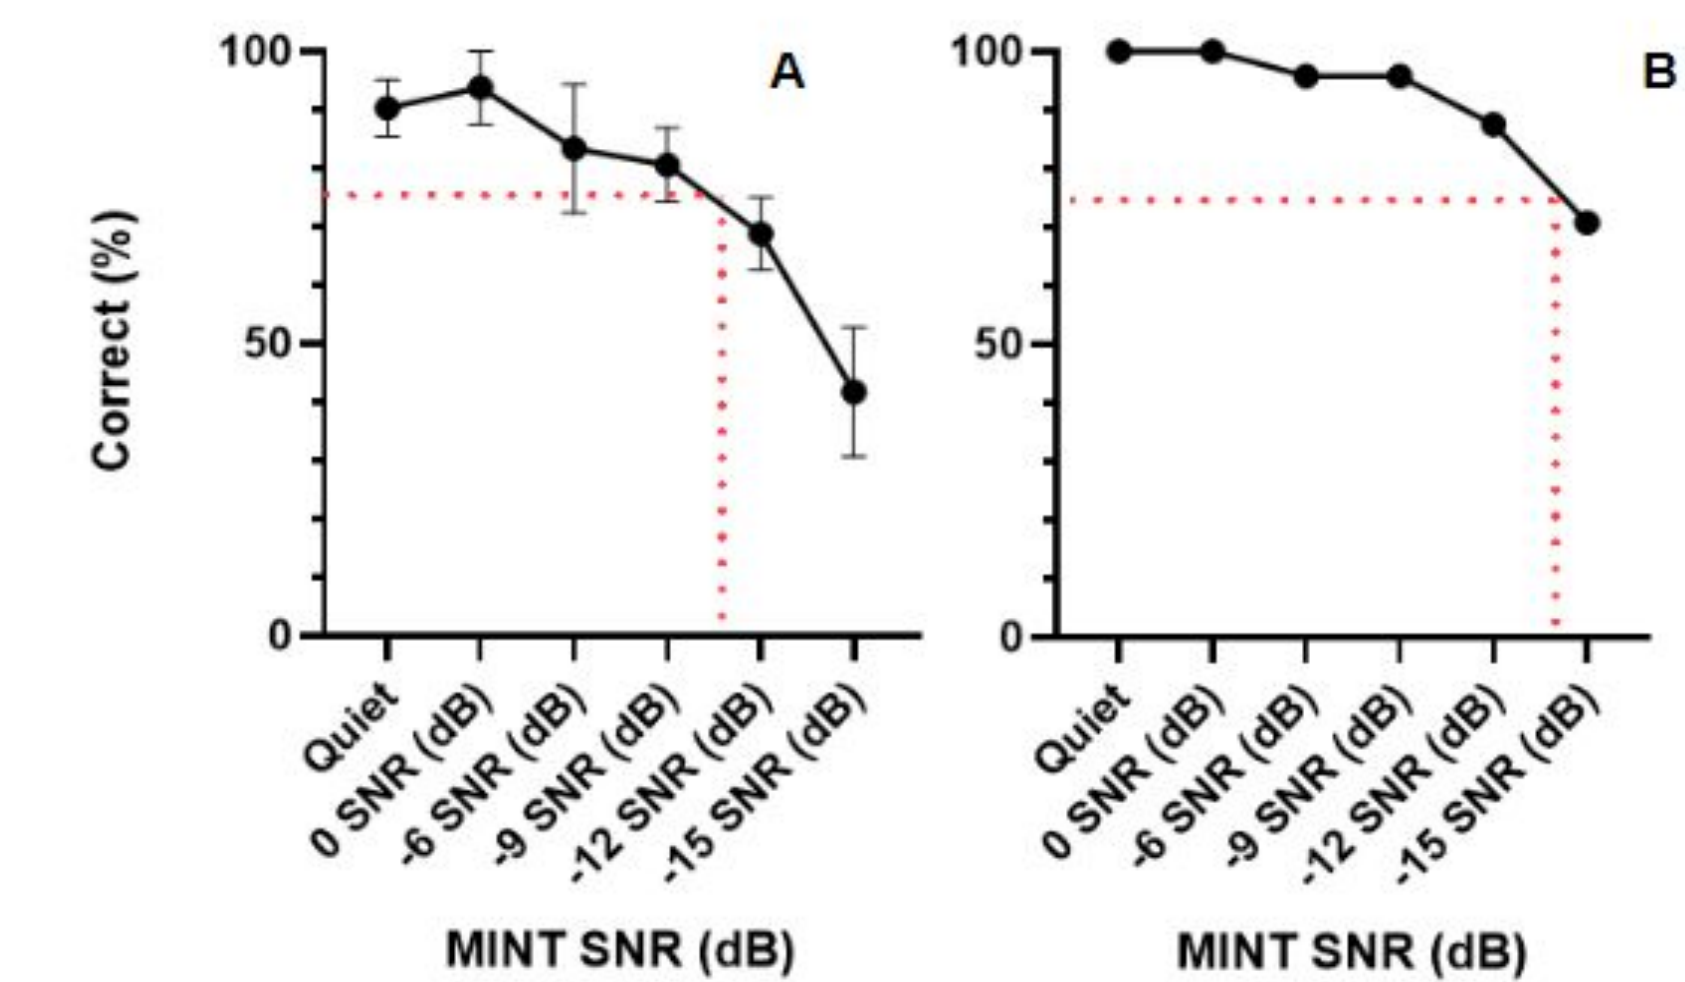 A
100
50
0
Correct (%)
Quiet
0 SNR (dB)
-6 SNR (dB)
-9 SNR (dB)
-12 SNR (dB)
-15 SNR (dB)
MINT SNR (dB)
B
100
50
0
Quiet
0 SNR (dB)
-6 SNR (dB)
-9 SNR (dB)
-12 SNR (dB)
-15 SNR (dB)
MINT SNR (dB)